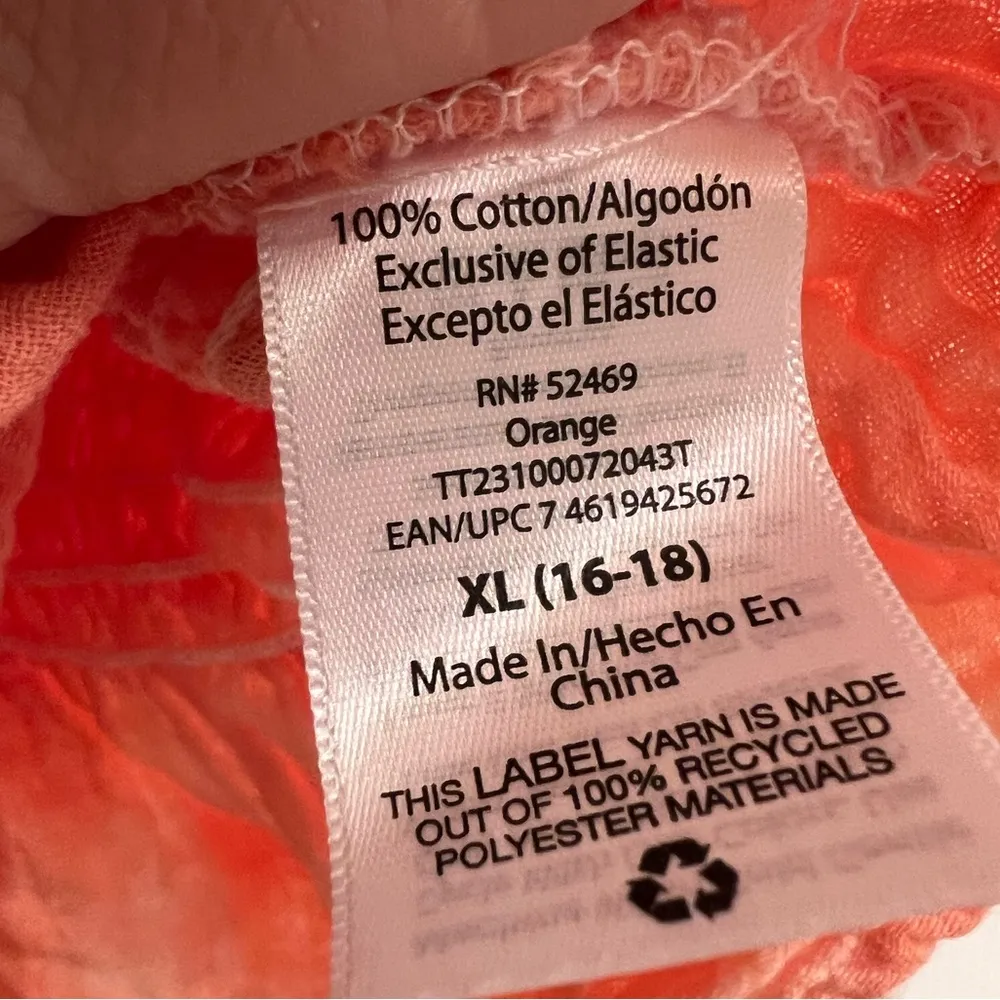 100% Cotton/Algodón
Exclusive of Elastic
Excepto el Elástico
RN# 52469
Orange
TT23100072043T
EAN/UPC 7 4619425672
XL (16-18)
Made In/Hecho En
China
THIS LABEL YARN IS MADE
OUT OF 100% RECYCLED
POLYESTER MATERIALS